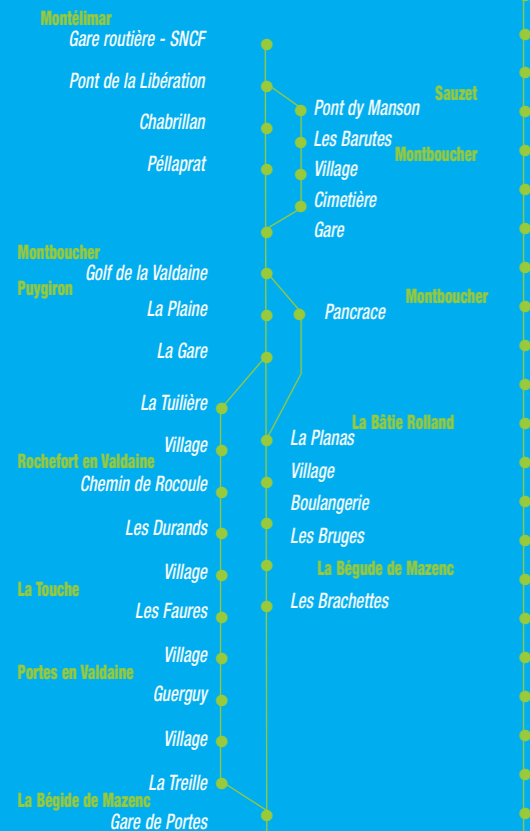 Montélimar
Gare routière - SNCF
Pont de la Libération
Chabrillan
Péllaprat
Sauzet
Pont dy Manson
Les Barutes
Montboucher
Village
Cimetière
Gare
Montboucher
Golf de la Valdaine
Puygiron
La Plaine
La Gare
Montboucher
Pancrace
La Tuilière
Village
Rochefort en Valdaine
Chemin de Rocoule
Les Durands
Village
La Touche
Les Faures
Village
Portes en Valdaine
Guerguy
Village
La Treille
La Bâtie Rolland
La Planas
Village
Boulangerie
Les Bruges
La Bégude de Mazenc
Les Brachettes
La Bégide de Mazenc
Gare de Portes